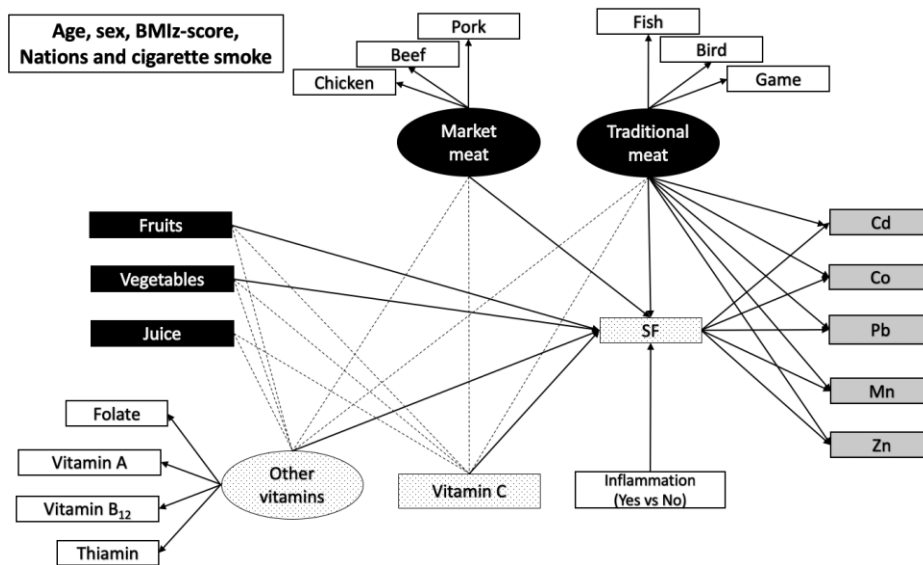 Age, sex, BMIz-score,
Nations and cigarette smoke
Pork
Beef
Chicken
Fish
Bird
Game
Market
meat
Traditional
meat
Fruits
Vegetables
Juice
Cd
Co
Pb
Mn
Zn
SF
Folate
Vitamin A
Vitamin B₁₂
Thiamin
Other
vitamins
Vitamin C
Inflammation
(Yes vs No)